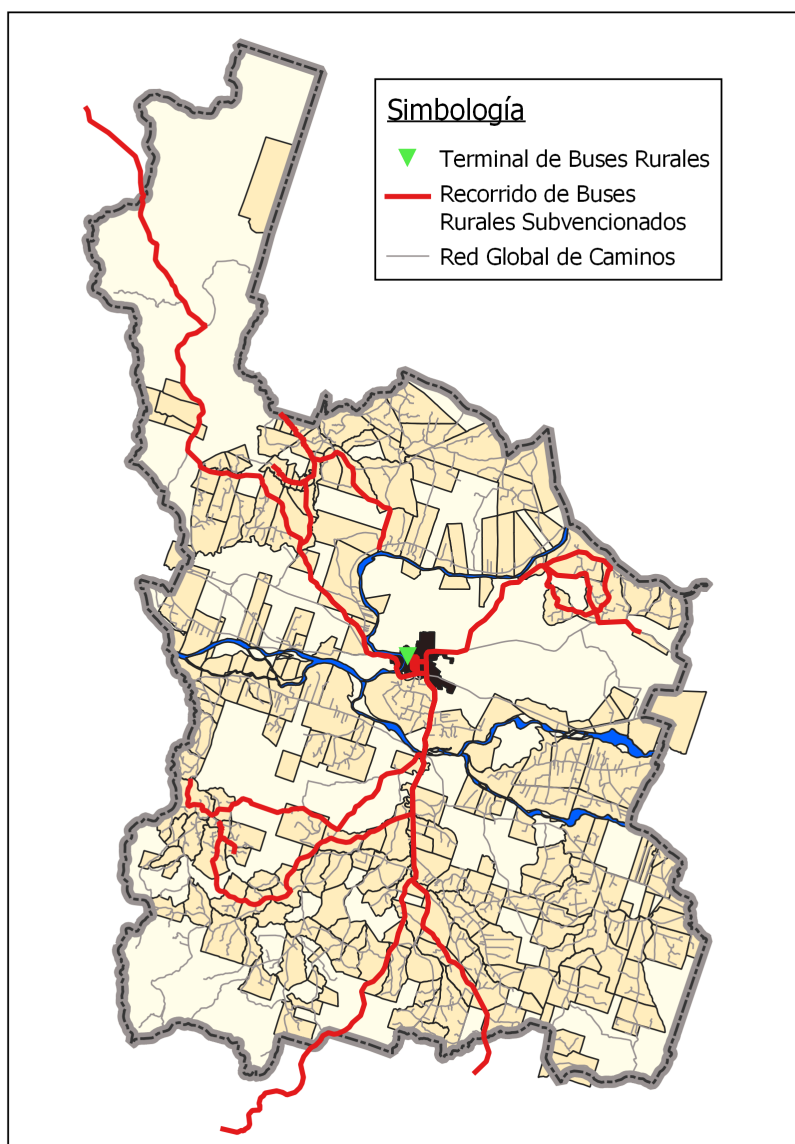 Simbología
Terminal de Buses Rurales
Recorrido de Buses
Rurales Subvencionados
Red Global de Caminos